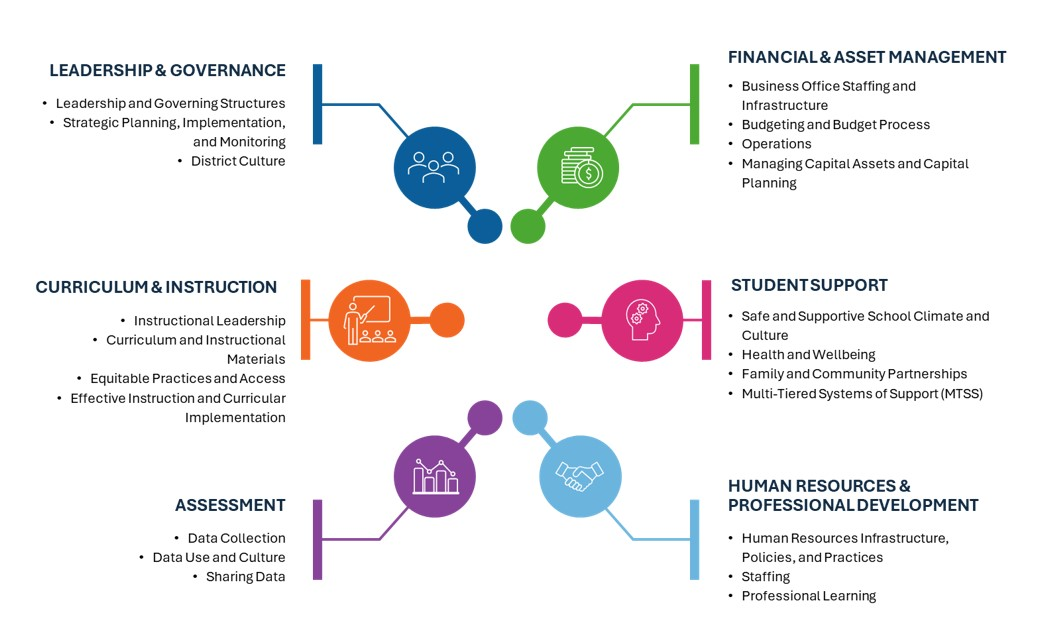 LEADERSHIP & GOVERNANCE
• Leadership and Governing Structures
• Strategic Planning, Implementation,
and Monitoring
• District Culture
FINANCIAL & ASSET MANAGEMENT
• Business Office Staffing and
Infrastructure
• Budgeting and Budget Process
• Operations
• Managing Capital Assets and Capital
Planning
$
CURRICULUM & INSTRUCTION
• Instructional Leadership
• Curriculum and Instructional
Materials
• Equitable Practices and Access
• Effective Instruction and Curricular
Implementation
STUDENT SUPPORT
• Safe and Supportive School Climate and
Culture
• Health and Wellbeing
• Family and Community Partnerships
• Multi-Tiered Systems of Support (MTSS)
ASSESSMENT
• Data Collection
• Data Use and Culture
• Sharing Data
HUMAN RESOURCES &
PROFESSIONAL DEVELOPMENT
• Human Resources Infrastructure,
Policies, and Practices
• Staffing
• Professional Learning